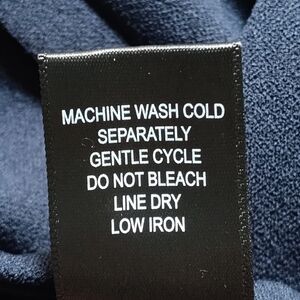 MACHINE WASH COLD
SEPARATELY
GENTLE CYCLE
DO NOT BLEACH
LINE DRY
LOW IRON